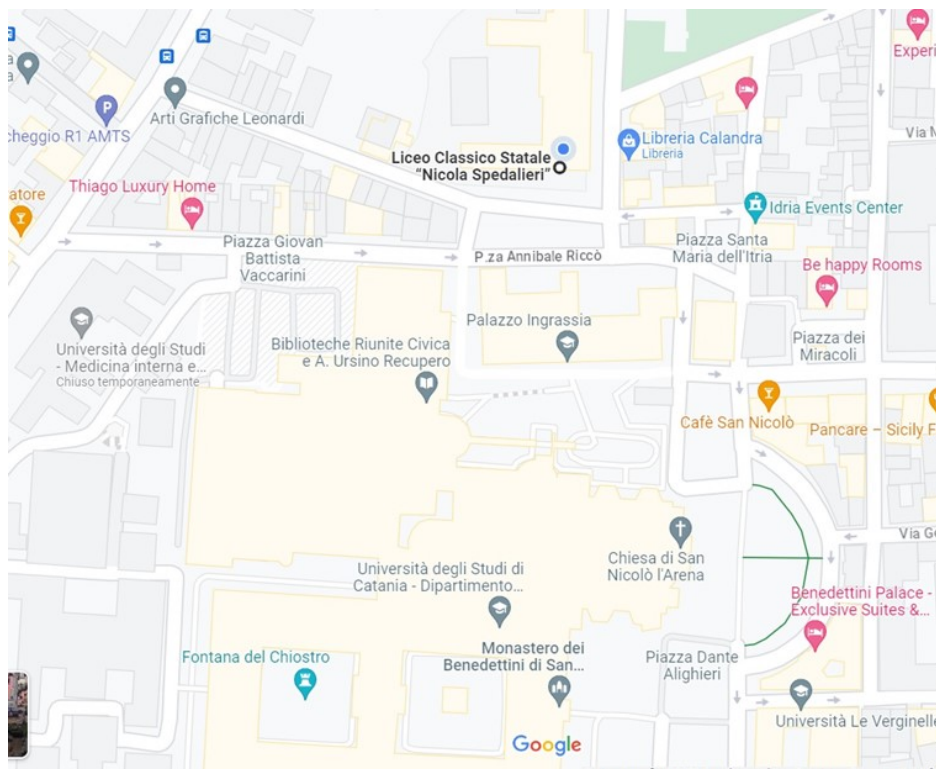 Experi
P
Arti Grafiche Leonardi
cheggio R1 AMTS
Via N
Libreria Calandra
Libreria
Liceo Classico Statale
"Nicola Spedalieri"
atore
Thiago Luxury Home
Idria Events Center
Piazza Giovan
Battista
Vaccarini
P.za Annibale Riccò
Piazza Santa
Maria dell'Itria
Be happy Rooms
Palazzo Ingrassia
Università degli Studi
- Medicina interna e...
Chiuso temporaneamente
Biblioteche Riunite Civica
e A. Ursino Recupero
Piazza dei
Miracoli
Cafè San Nicolò
Pancare – Sicily F
Via Ge
Chiesa di San
Nicolò l'Arena
Università degli Studi di
Catania - Dipartimento...
Benedettini Palace -
Exclusive Suites &...
Monastero dei
Benedettini di San...
Fontana del Chiostro
Piazza Dante
Alighieri
Università Le Verginelle
Google